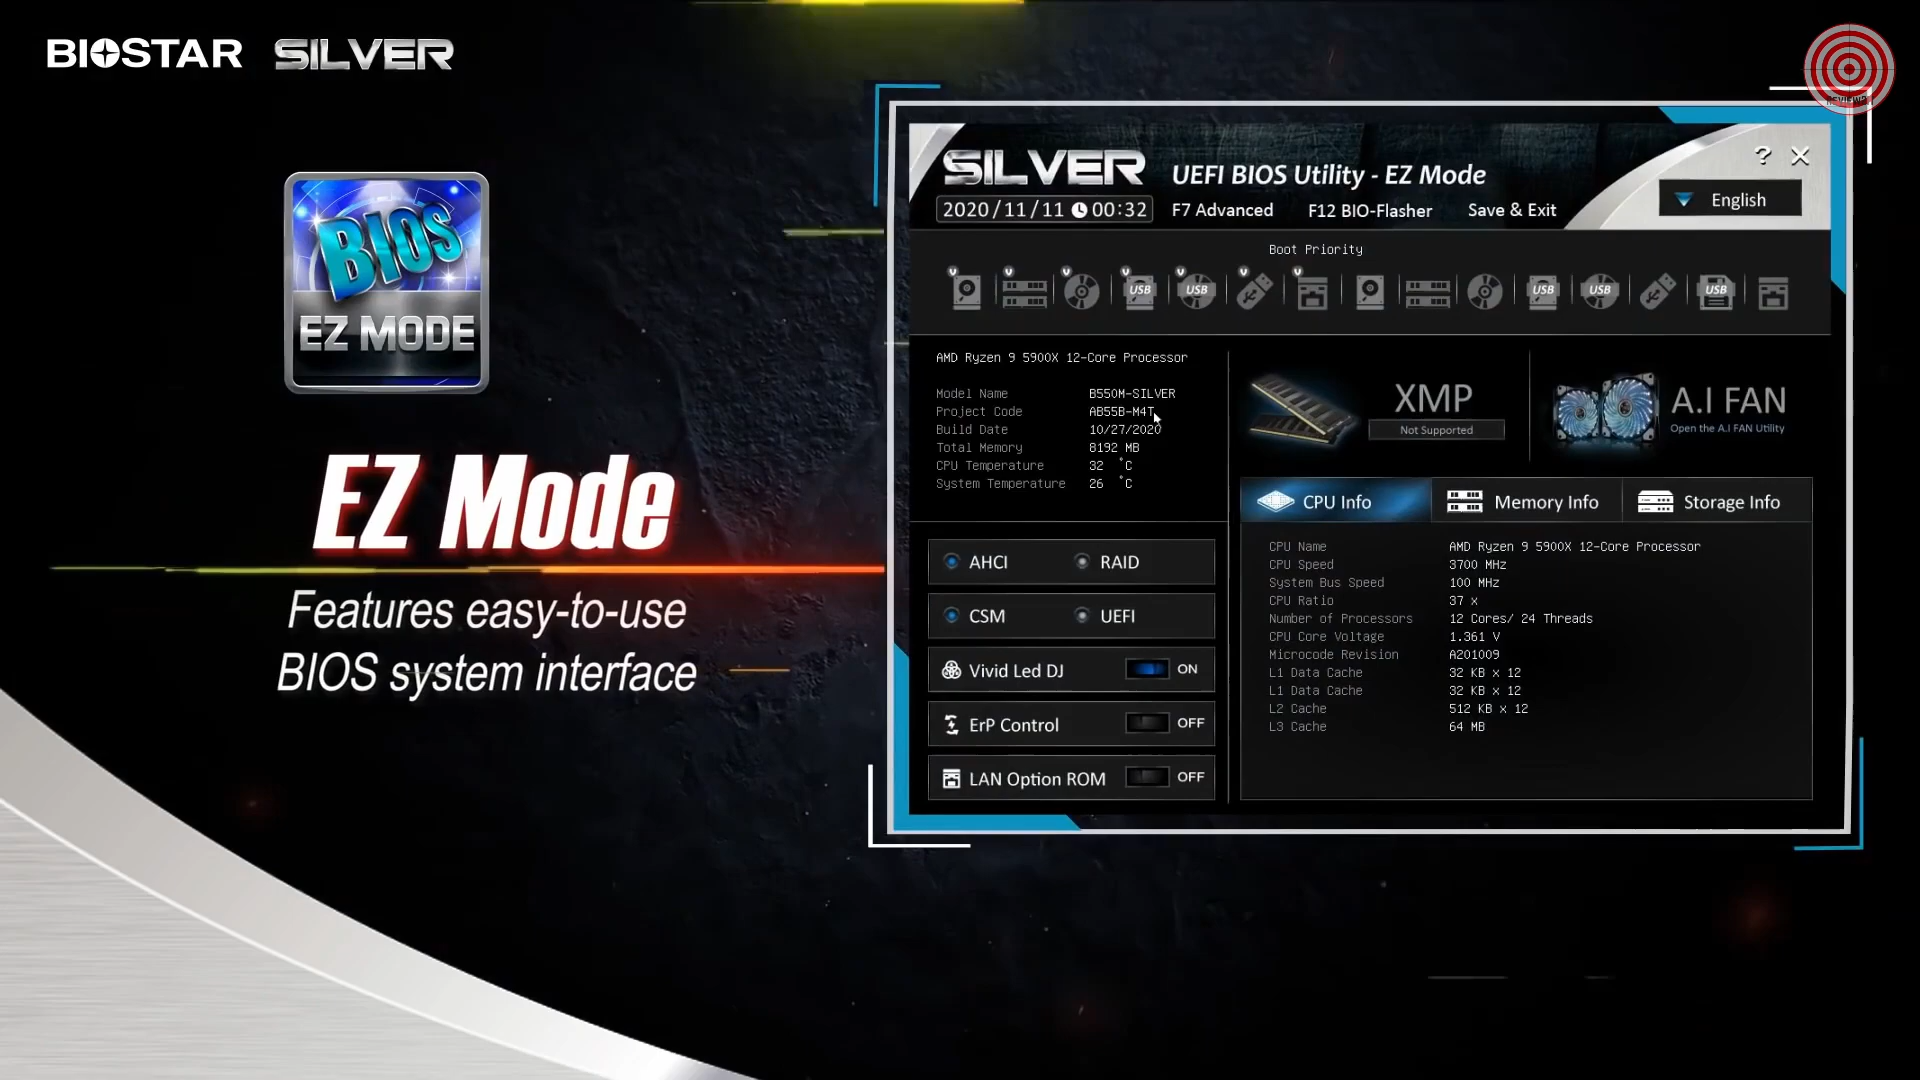 BIOSTAR SILVER
BIOS
EZ MODE
EZ Mode
Features easy-to-use
BIOS system interface
SILVER
UEFI BIOS Utility - EZ Mode
? X
2020/11/11 00:32
F7 Advanced
F12 BIO-Flasher
Save & Exit
English
Boot Priority
USB USB USB USB USB
AMD Ryzen 9 5900X 12-Core Processor
Model Name B550M-SILVER
Project Code AB55B-M4T
Build Date 10/27/2020
Total Memory 8192 MB
CPU Temperature 32 °C
System Temperature 26 °C
XMP
Not Supported
A.I FAN
Open the A.I FAN Utility
AHCI RAID
CSM UEFI
Vivid Led DJ ON
ErP Control OFF
LAN Option ROM OFF
CPU Info
Memory Info
Storage Info
CPU Name AMD Ryzen 9 5900X 12-Core Processor
CPU Speed 3700 MHz
System Bus Speed 100 MHz
CPU Ratio 37 x
Number of Processors 12 Cores/ 24 Threads
CPU Core Voltage 1.361 V
Microcode Revision A201009
L1 Data Cache 32 KB x 12
L1 Data Cache 32 KB x 12
L2 Cache 512 KB x 12
L3 Cache 64 MB